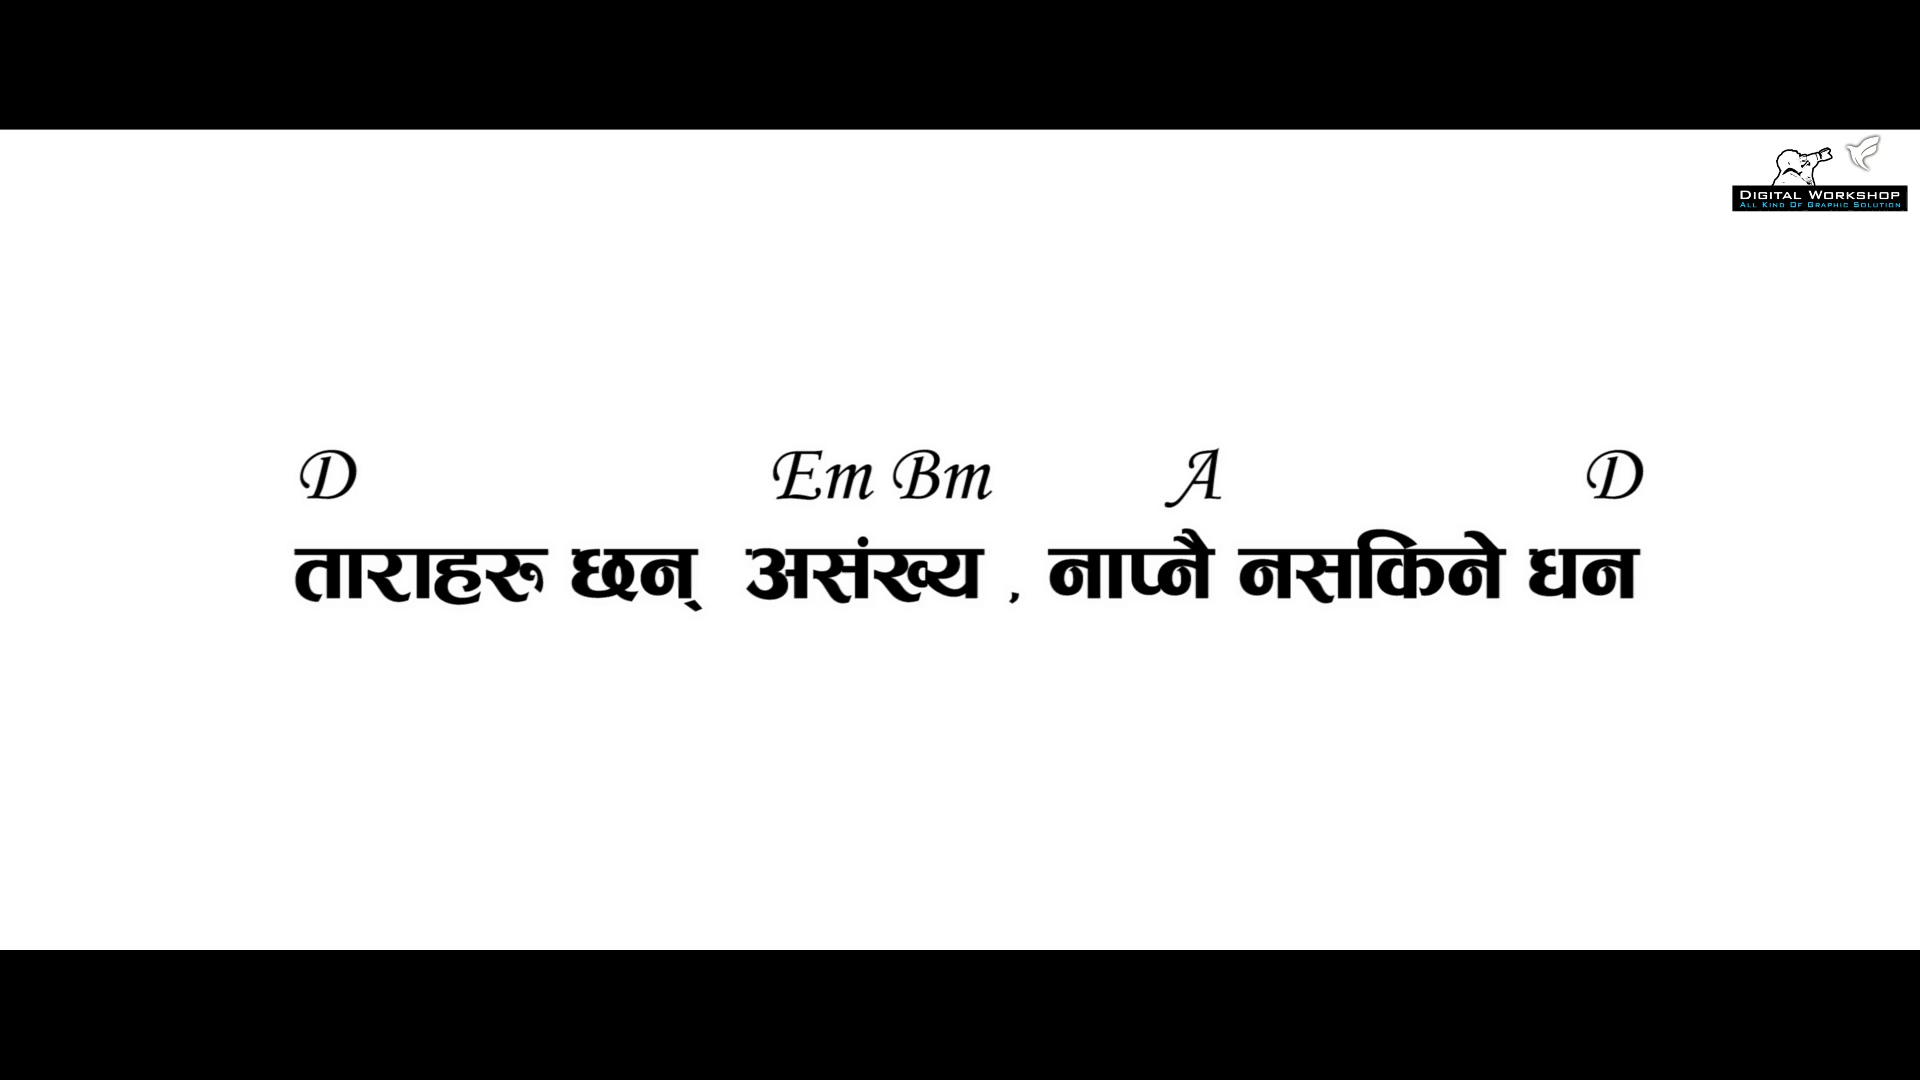 DIGITAL WORKSHOP
ALL KIND OF GRAPHIC SOLUTION
D Em Bm A D
ताराहरु छन् असंख्य , नाप्नै नसकिने धन